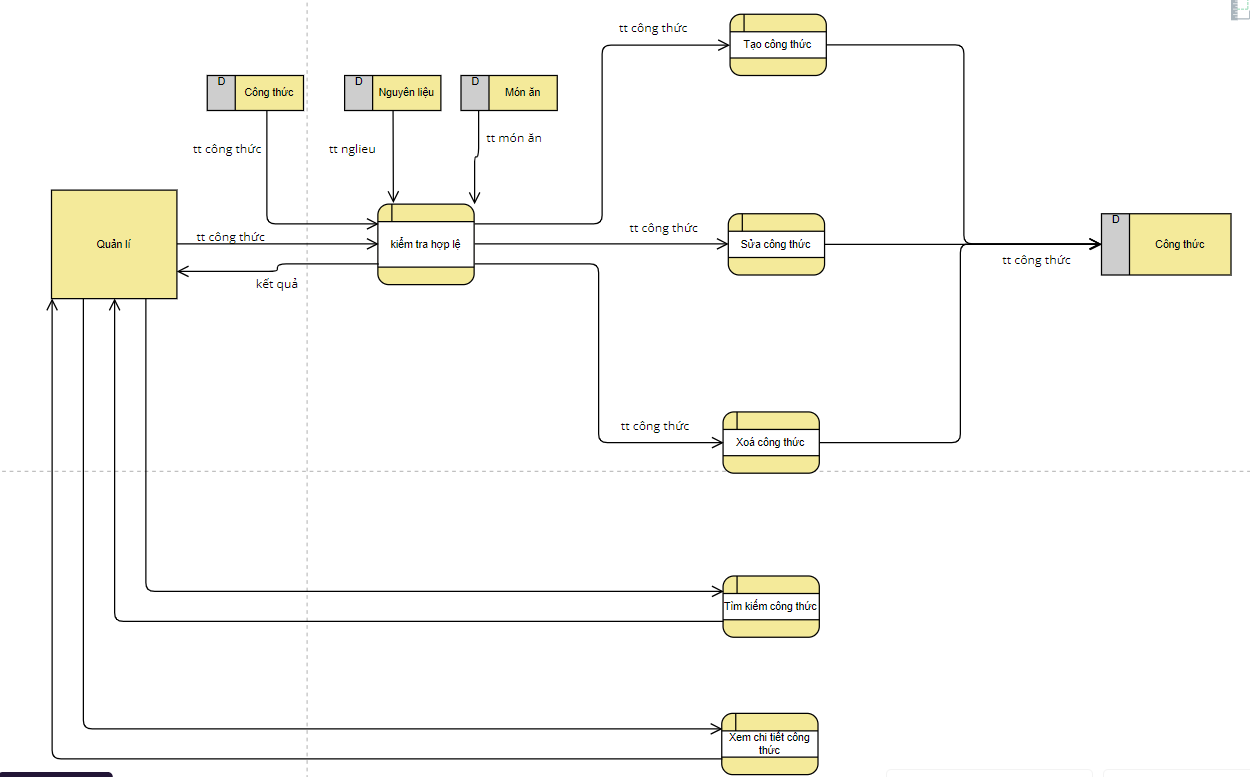 tt công thức
Tạo công thức
D
Công thức
D
Nguyên liệu
D
Món ăn
tt công thức
tt nglieu
tt món ăn
Quản lí
tt công thức
kiểm tra hợp lệ
kết quả
tt công thức
Sửa công thức
D
Công thức
tt công thức
tt công thức
Xoá công thức
Tìm kiếm công thức
Xem chi tiết công
thức